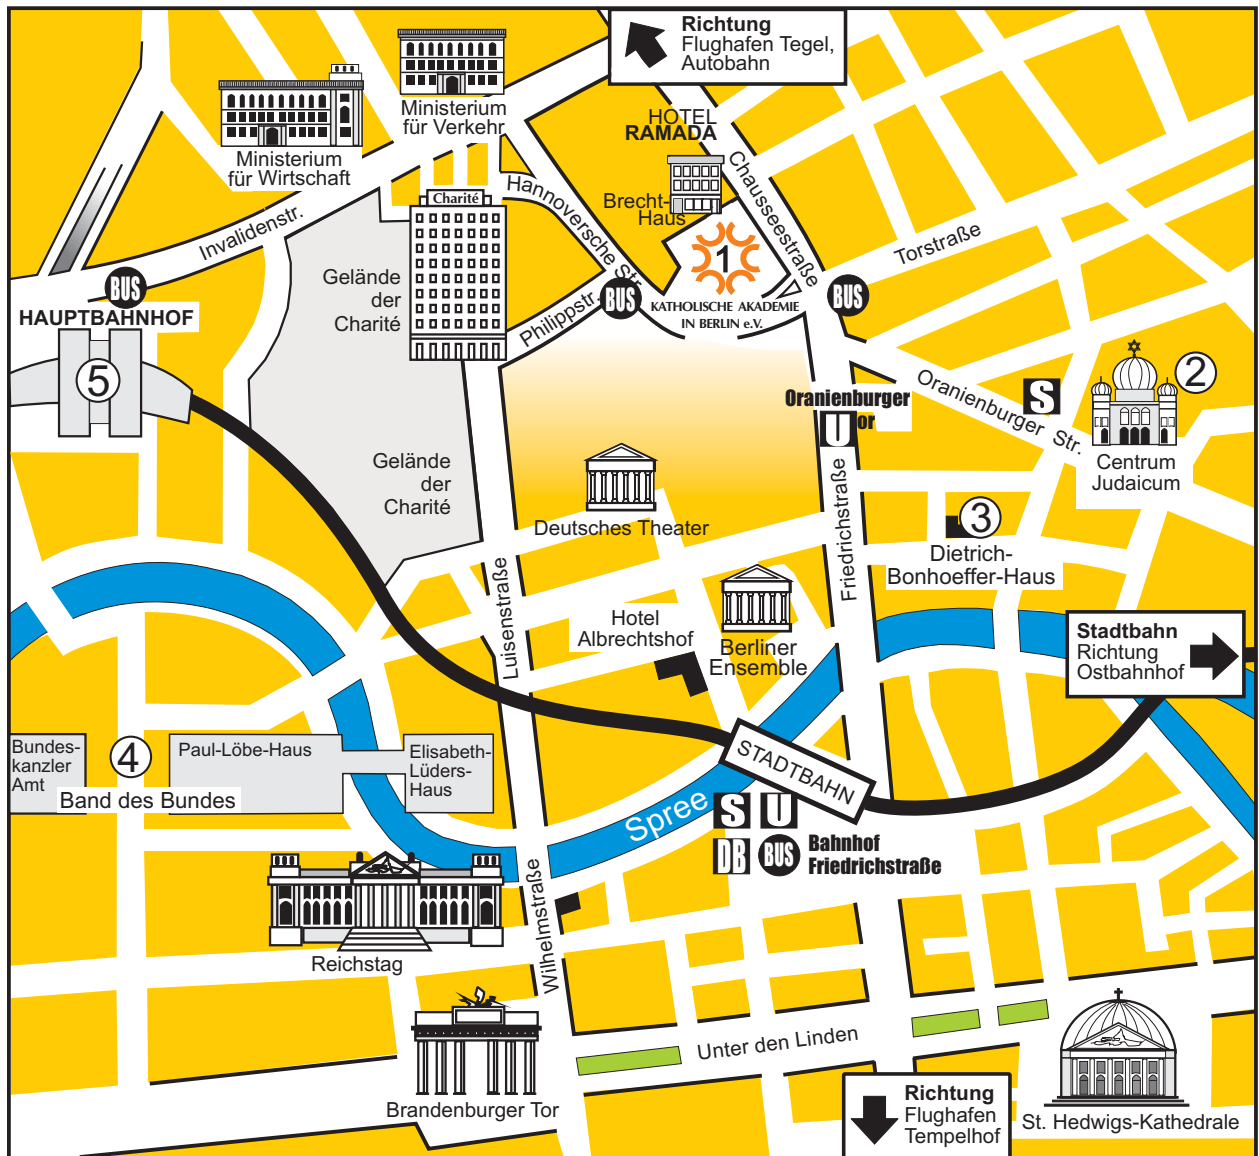 Richtung
Flughafen Tegel,
Autobahn
Ministerium
für Verkehr
Ministerium
für Wirtschaft
HOTEL
RAMADA
Brecht-
Haus
Chausseestraße
Charité
Hannoversche Str.
Invalidenstr.
Torstraße
Gelände
der
Charité
1
KATHOLISCHE AKADEMIE
IN BERLIN e.V.
Philippstr.
BUS
BUS
BUS
HAUPTBAHNHOF
5
2
Oranienburger Str.
S
Oranienburger
Tor
U
Centrum
Judaicum
Gelände
der
Charité
Deutsches Theater
Friedrichstraße
3
Dietrich-
Bonhoeffer-Haus
Luisenstraße
Hotel
Albrechtshof
Berliner
Ensemble
Stadtbahn
Richtung
Ostbahnhof
Bundes-
kanzler
Amt
4
Paul-Löbe-Haus
Elisabeth-
Lüders-
Haus
Band des Bundes
STADTBAHN
Spree
S U
DB BUS
Bahnhof
Friedrichstraße
Wilhelmstraße
Reichstag
Unter den Linden
Brandenburger Tor
Richtung
Flughafen
Tempelhof
St. Hedwigs-Kathedrale